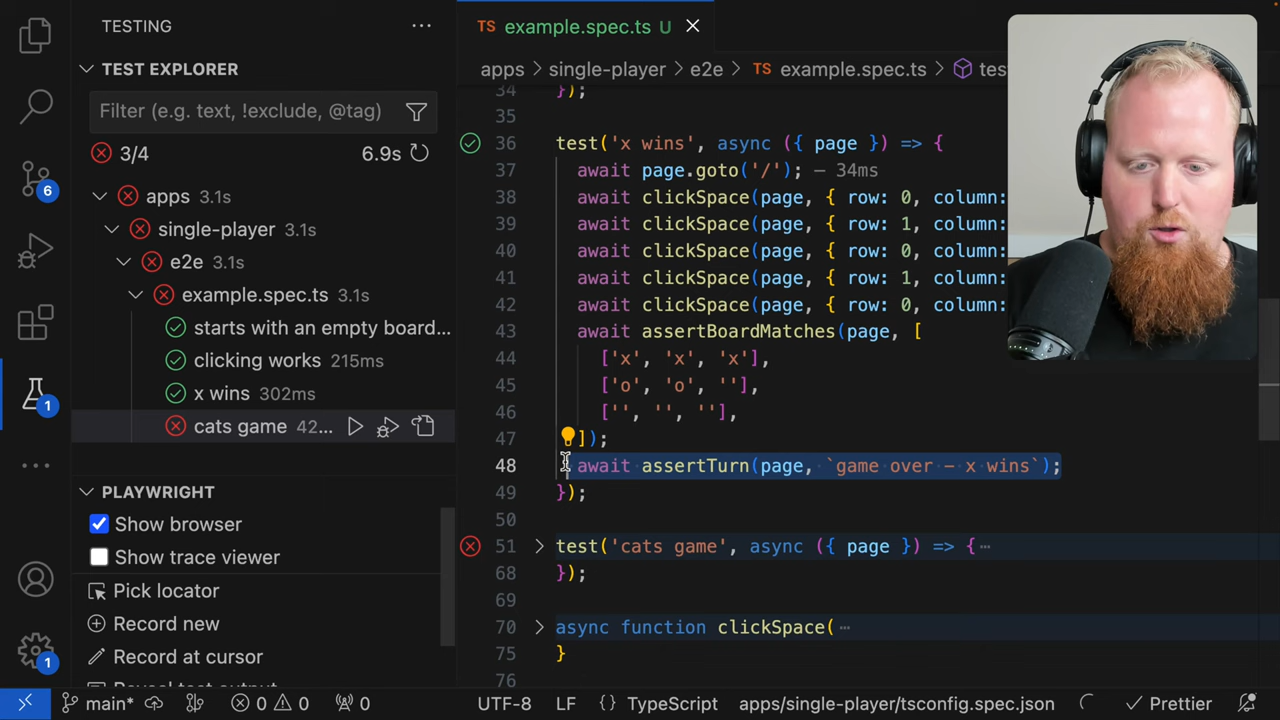 TESTING
TEST EXPLORER
Filter (e.g. text, !exclude, @tag)
3/4 6.9s
apps 3.1s
single-player 3.1s
e2e 3.1s
example.spec.ts 3.1s
starts with an empty board...
clicking works 215ms
x wins 302ms
cats game 42...
PLAYWRIGHT
Show browser
Show trace viewer
Pick locator
Record new
Record at cursor
6
1
1
TS example.spec.ts U
apps > single-player > e2e > TS example.spec.ts > tes
34 });
35
36 test('x wins', async ({ page }) => {
37 await page.goto('/'); — 34ms
38 await clickSpace(page, { row: 0, column:
39 await clickSpace(page, { row: 1, column:
40 await clickSpace(page, { row: 0, column:
41 await clickSpace(page, { row: 1, column:
42 await clickSpace(page, { row: 0, column:
43 await assertBoardMatches(page, [
44 ['x', 'x', 'x'],
45 ['o', 'o', ''],
46 ['', '', ''],
47 ]);
48 await assertTurn(page, `game over - x wins`);
49 });
50
51 test('cats game', async ({ page }) => { ⋯
68 });
69
70 async function clickSpace( ⋯
75 }
76
main* 0 0 0 UTF-8 LF {} TypeScript apps/single-player/tsconfig.spec.json Prettier